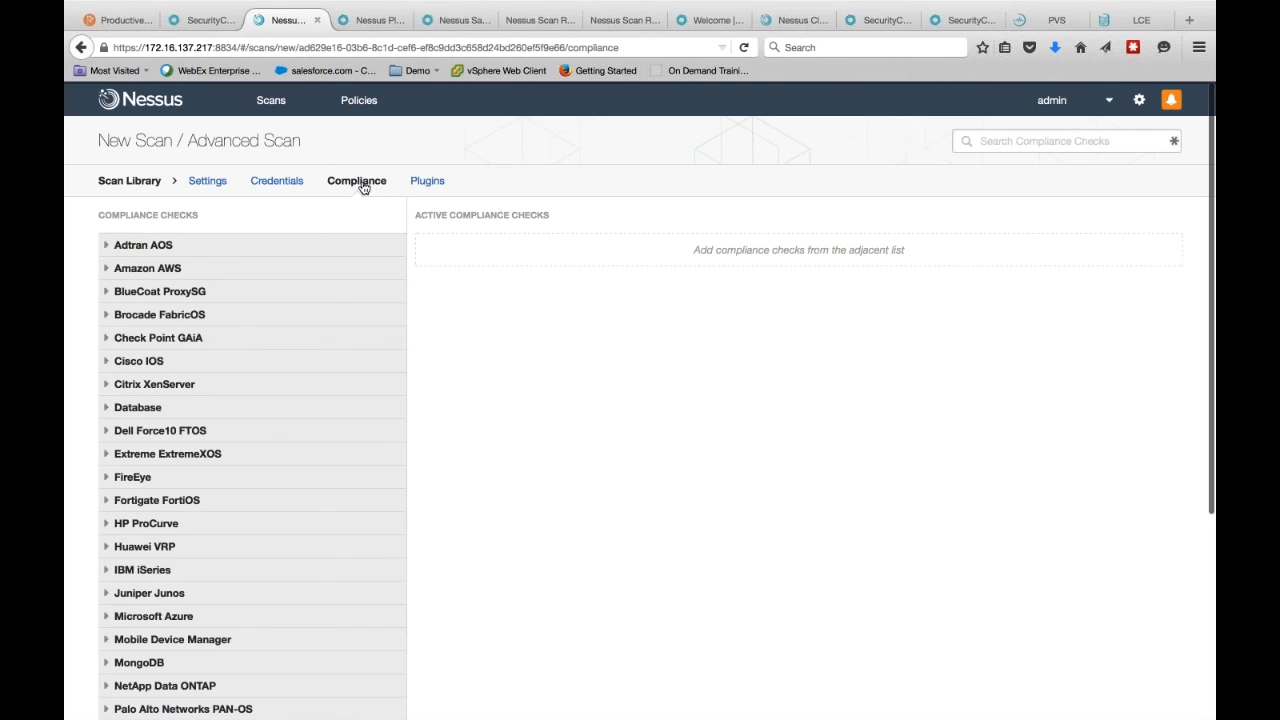 Productive...
SecurityC...
Nessu...
Nessus Pl...
Nessus Sa...
Nessus Scan R...
Nessus Scan R...
Welcome |...
Nessus Cl...
SecurityC...
SecurityC...
PVS
LCE
https://172.16.137.217:8834/#/scans/new/ad629e16-03b6-8c1d-cef6-ef8c9dd3c658d24bd260ef5f9e66/compliance
Search
Most Visited
WebEx Enterprise ...
salesforce.com - C...
Demo
vSphere Web Client
Getting Started
On Demand Traini...
Nessus
Scans
Policies
admin
New Scan / Advanced Scan
Search Compliance Checks
Scan Library
Settings
Credentials
Compliance
Plugins
COMPLIANCE CHECKS
ACTIVE COMPLIANCE CHECKS
Add compliance checks from the adjacent list
Adtran AOS
Amazon AWS
BlueCoat ProxySG
Brocade FabricOS
Check Point GAiA
Cisco IOS
Citrix XenServer
Database
Dell Force10 FTOS
Extreme ExtremeXOS
FireEye
Fortigate FortiOS
HP ProCurve
Huawei VRP
IBM iSeries
Juniper Junos
Microsoft Azure
Mobile Device Manager
MongoDB
NetApp Data ONTAP
Palo Alto Networks PAN-OS